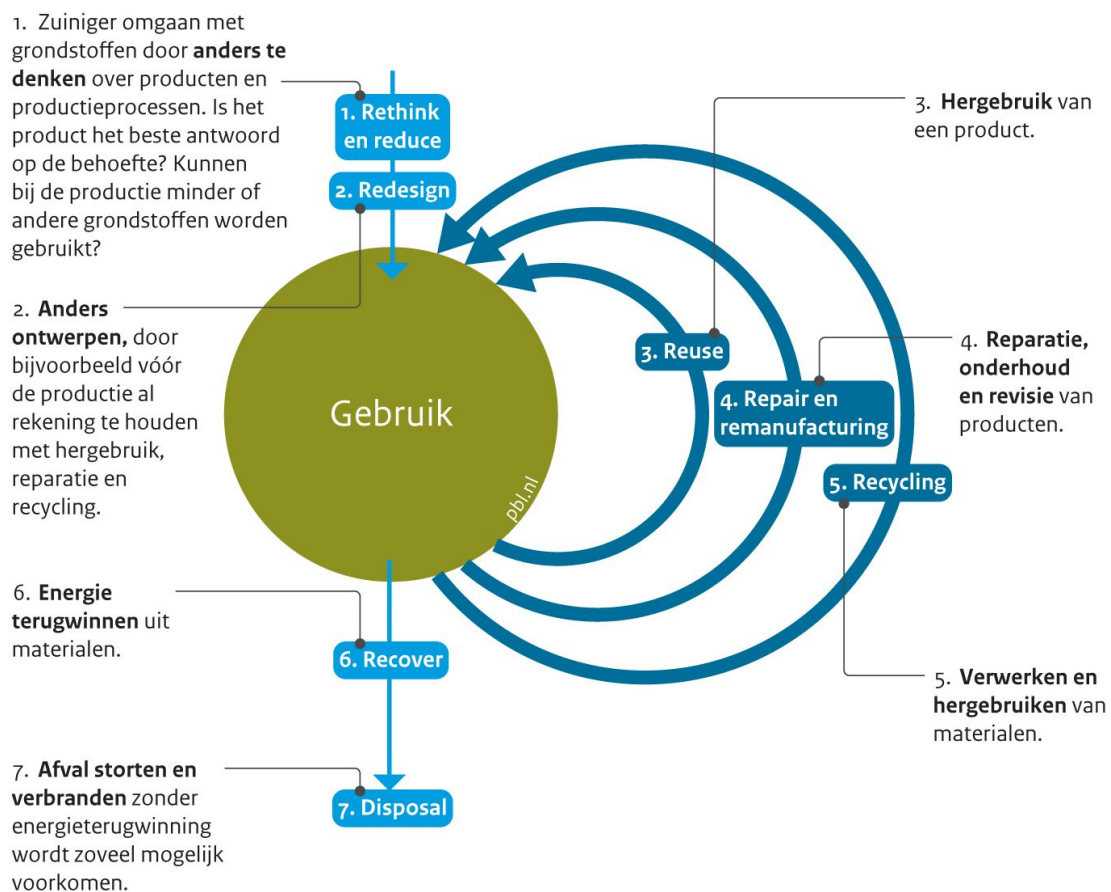 1. Zuiniger omgaan met
grondstoffen door anders te
denken over producten en
productieprocessen. Is het
product het beste antwoord
op de behoefte? Kunnen
bij de productie minder of
andere grondstoffen worden
gebruikt?
1. Rethink
en reduce
2. Redesign
3. Hergebruik van
een product.
2. Anders
ontwerpen, door
bijvoorbeeld vóór
de productie al
rekening te houden
met hergebruik,
reparatie en
recycling.
Gebruik
pbl.nl
3. Reuse
4. Repair en
remanufacturing
5. Recycling
4. Reparatie,
onderhoud
en revisie van
producten.
6. Energie
terugwinnen uit
materialen.
6. Recover
5. Verwerken en
hergebruiken van
materialen.
7. Afval storten en
verbranden zonder
energieterugwinning
wordt zoveel mogelijk
voorkomen.
7. Disposal